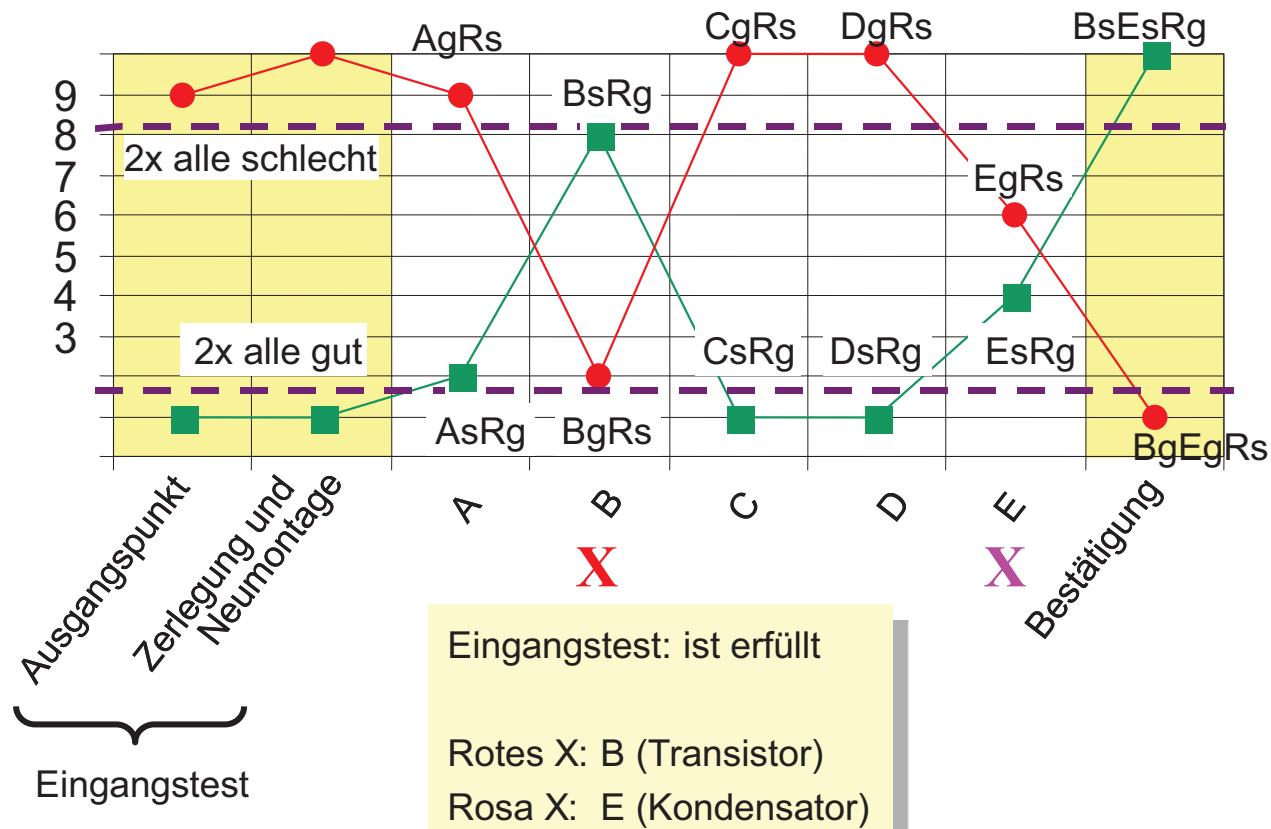 AgRs
CgRs
DgRs
BsEsRg
9
BsRg
8
2x alle schlecht
7
EgRs
6
5
4
3
2x alle gut
CsRg
DsRg
EsRg
AsRg
BgRs
BgEgRs
Ausgangspunkt
Zerlegung und
Neumontage
A
B
C
D
E
Bestätigung
X
X
Eingangstest
Eingangstest: ist erfüllt
Rotes X: B (Transistor)
Rosa X: E (Kondensator)